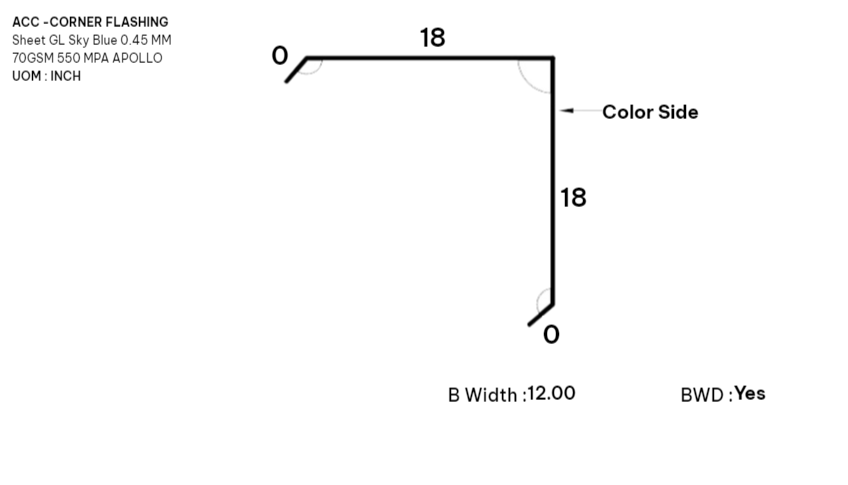 ACC -CORNER FLASHING
Sheet GL Sky Blue 0.45 MM
70GSM 550 MPA APOLLO
UOM : INCH
18
0
Color Side
18
0
B Width :12.00
BWD :Yes